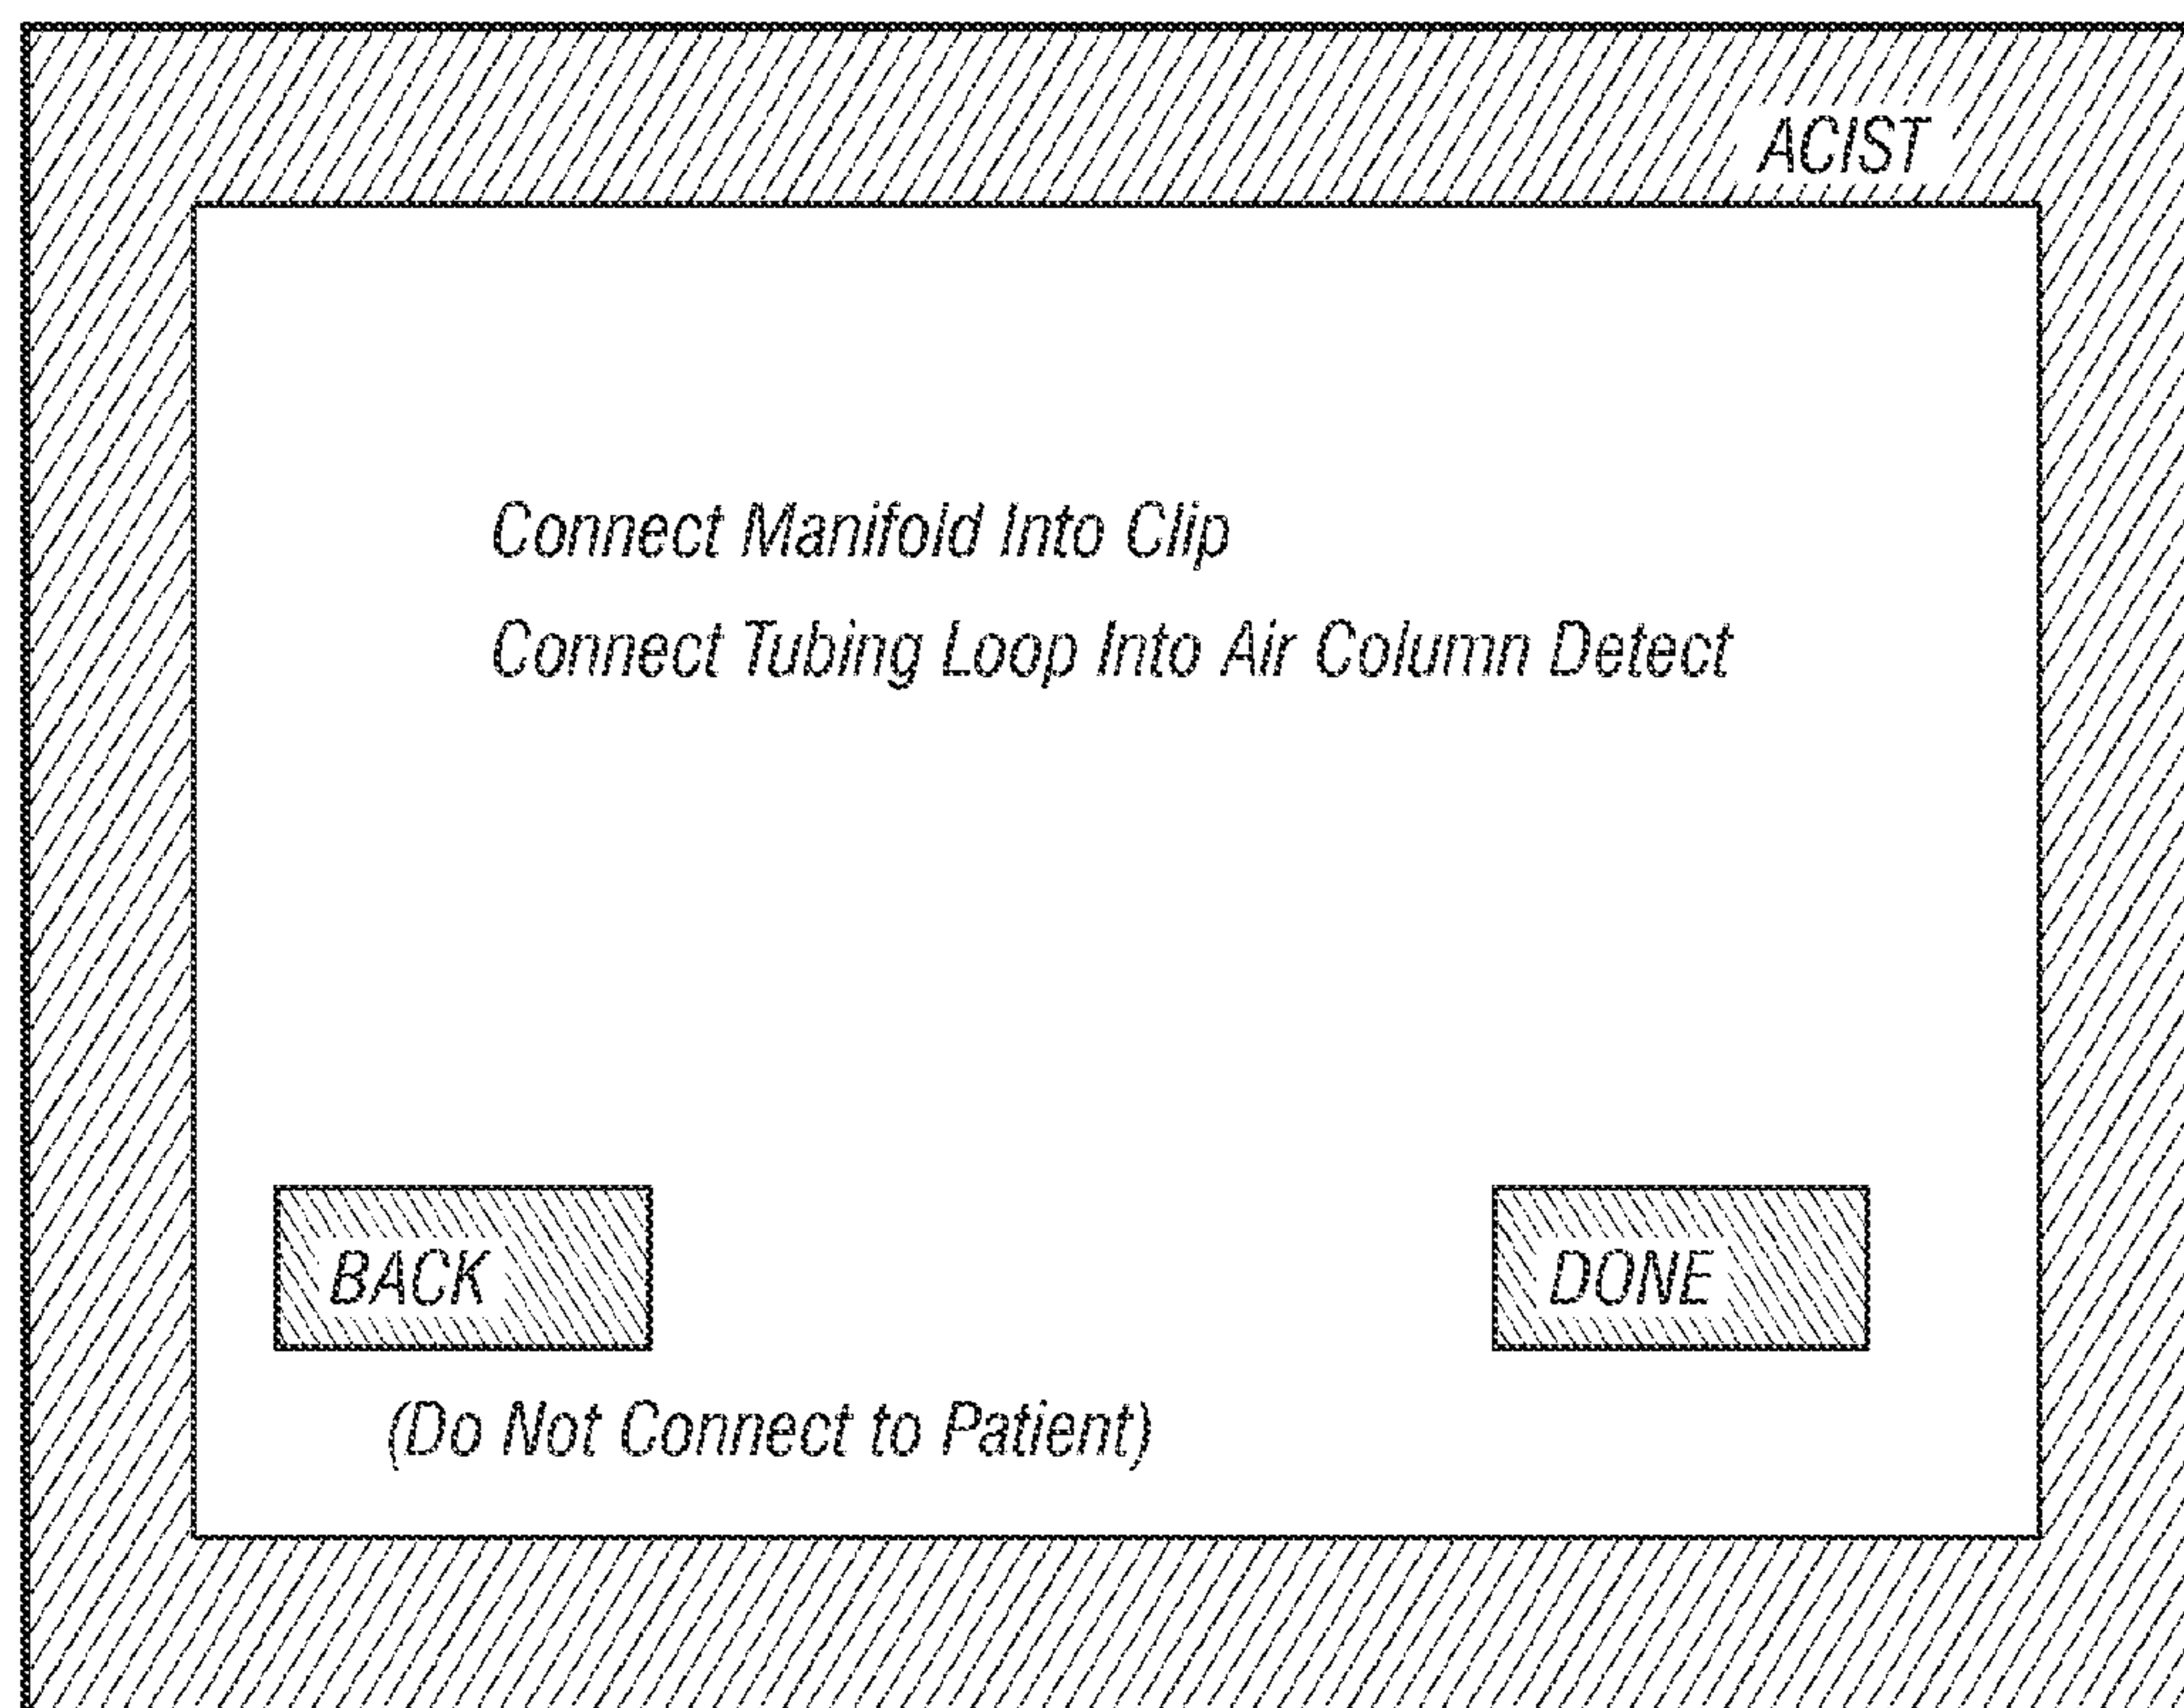 ACIST
Connect Manifold Into Clip
Connect Tubing Loop Into Air Column Detect
BACK
DONE
(Do Not Connect to Patient)